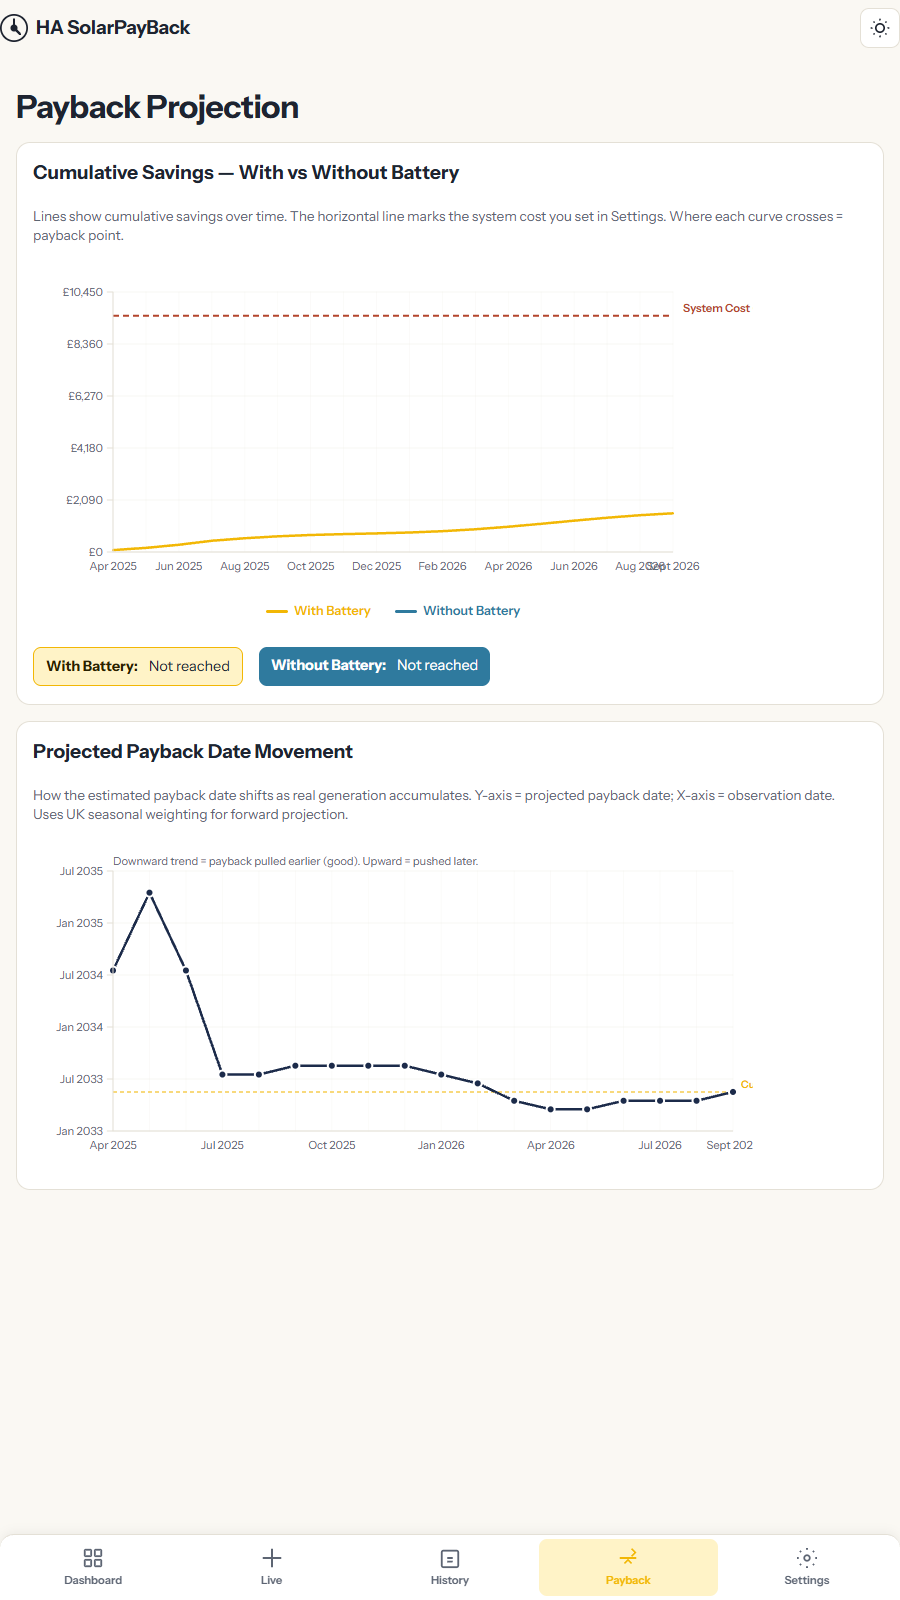 HA SolarPayBack
Payback Projection
Cumulative Savings — With vs Without Battery
Lines show cumulative savings over time. The horizontal line marks the system cost you set in Settings. Where each curve crosses =
payback point.
£10,450
System Cost
£8,360
£6,270
£4,180
£2,090
£0
Apr 2025 Jun 2025 Aug 2025 Oct 2025 Dec 2025 Feb 2026 Apr 2026 Jun 2026 Aug 2026 Sept 2026
With Battery Without Battery
With Battery: Not reached Without Battery: Not reached
Projected Payback Date Movement
How the estimated payback date shifts as real generation accumulates. Y-axis = projected payback date; X-axis = observation date.
Uses UK seasonal weighting for forward projection.
Downward trend = payback pulled earlier (good). Upward = pushed later.
Jul 2035
Jan 2035
Jul 2034
Jan 2034
Jul 2033
Cu
Jan 2033
Apr 2025 Jul 2025 Oct 2025 Jan 2026 Apr 2026 Jul 2026 Sept 202
Dashboard Live History Payback Settings